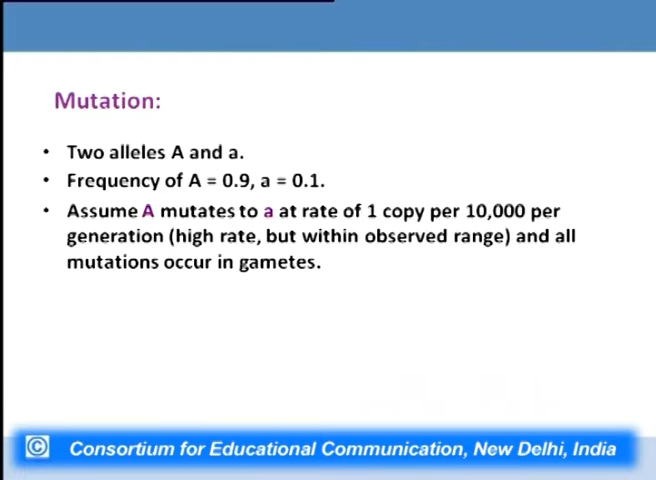 Mutation:
• Two alleles A and a.
• Frequency of A = 0.9, a = 0.1.
• Assume A mutates to a at rate of 1 copy per 10,000 per
generation (high rate, but within observed range) and all
mutations occur in gametes.
© Consortium for Educational Communication, New Delhi, India